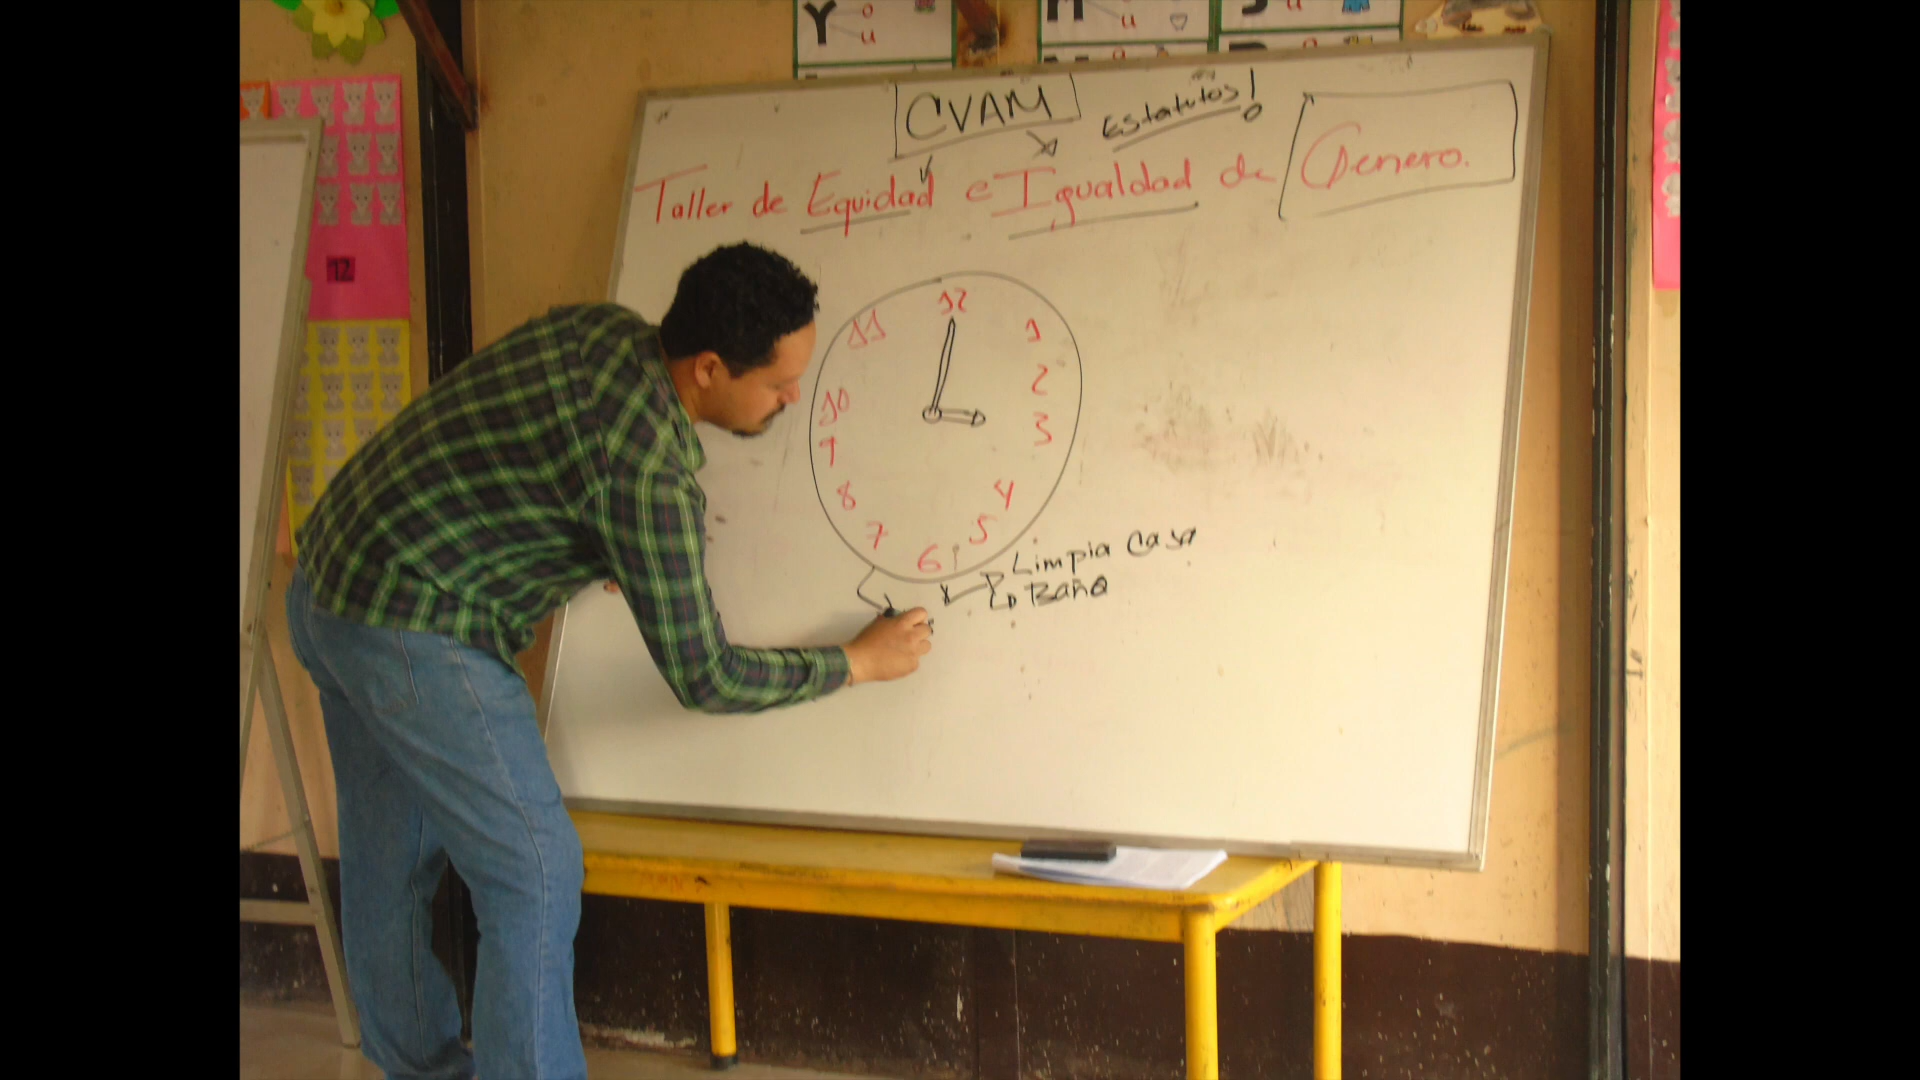 Y o
u
M
u
J u
12
CVAM
Estatutos!
Taller de Equidad e Igualdad de Genero.
12
11
1
10
2
9
3
8
4
7
5
6
Limpia Casa
Baño